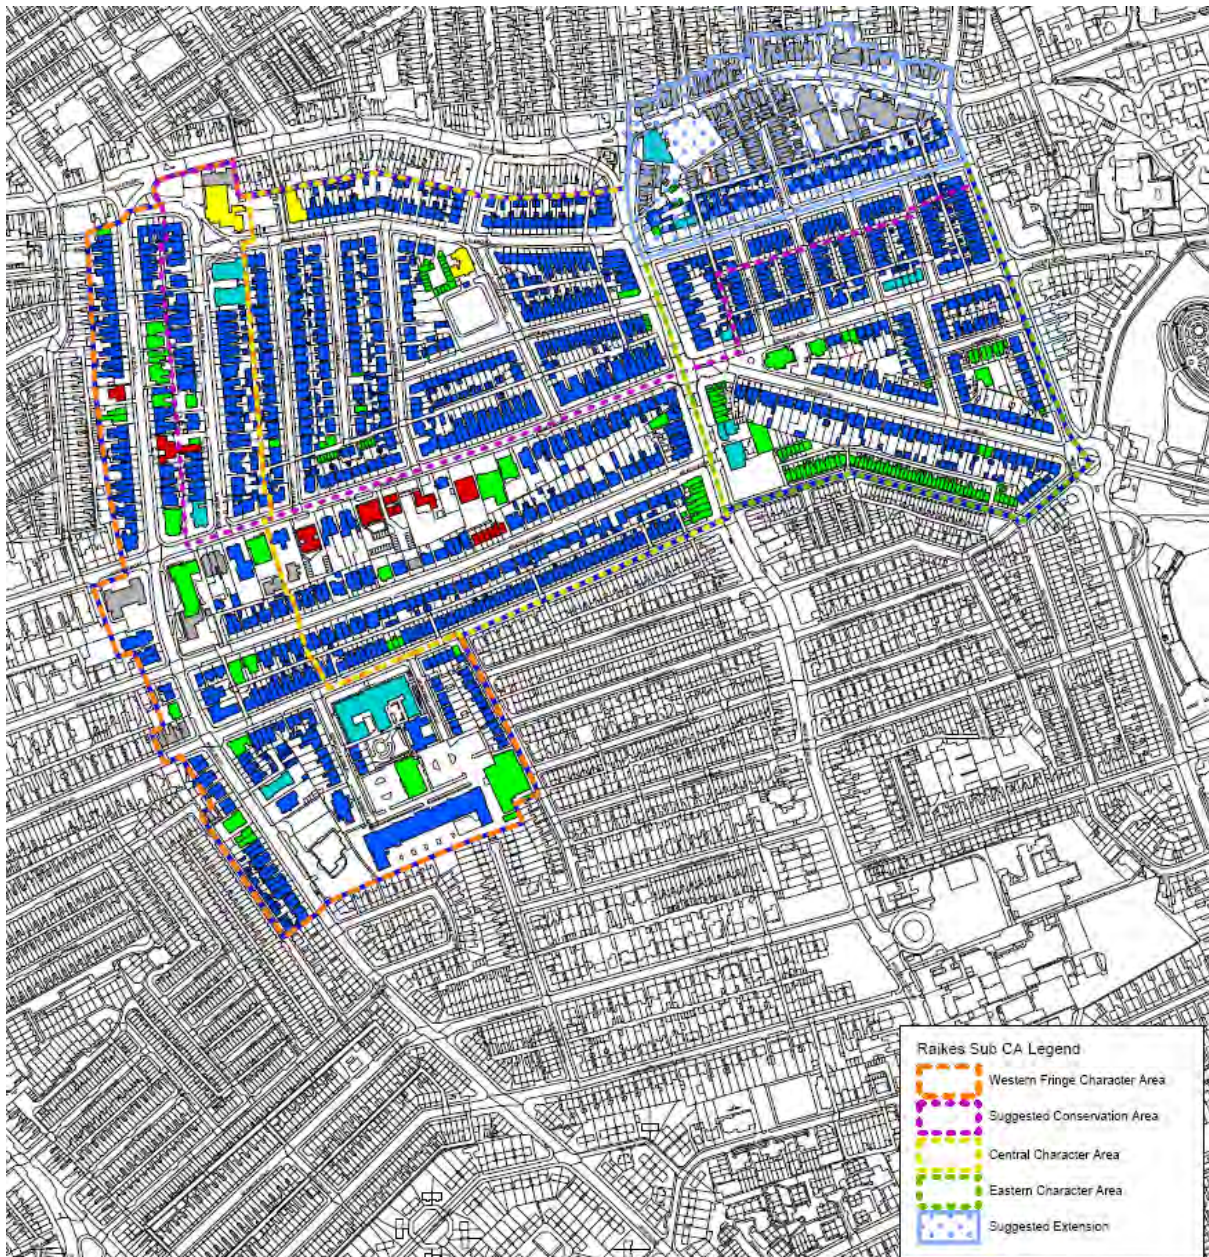 Raikes Sub CA Legend
Western Fringe Character Area
Suggested Conservation Area
Central Character Area
Eastern Character Area
Suggested Extension